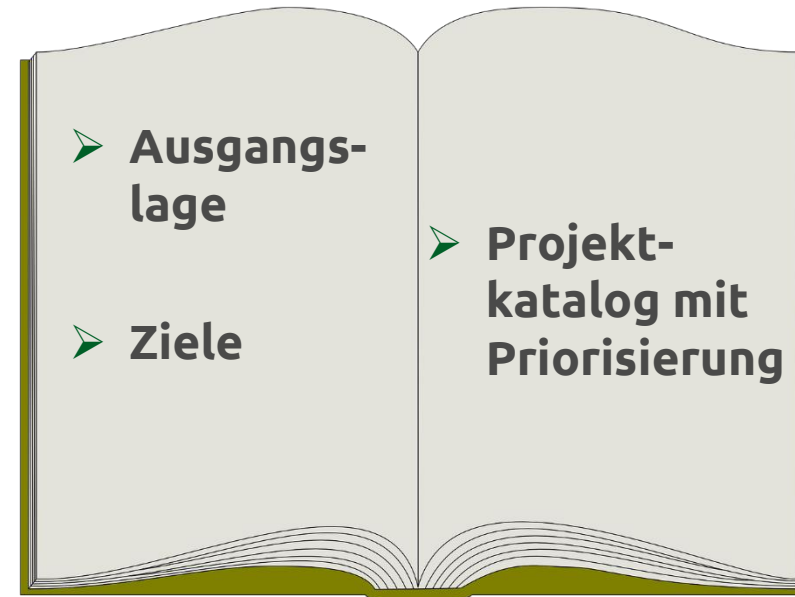 Ausgangs-
lage
Ziele
Projekt-
katalog mit
Priorisierung